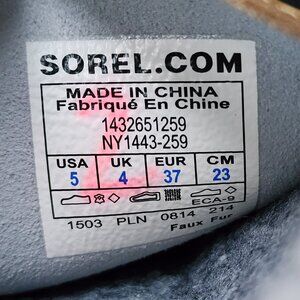 SOREL.COM
MADE IN CHINA
Fabriqué En Chine
1432651259
NY1443-259
USA UK EUR CM
5 4 37 23
ECA-9
1503 PLN 0814 214
Faux Fur